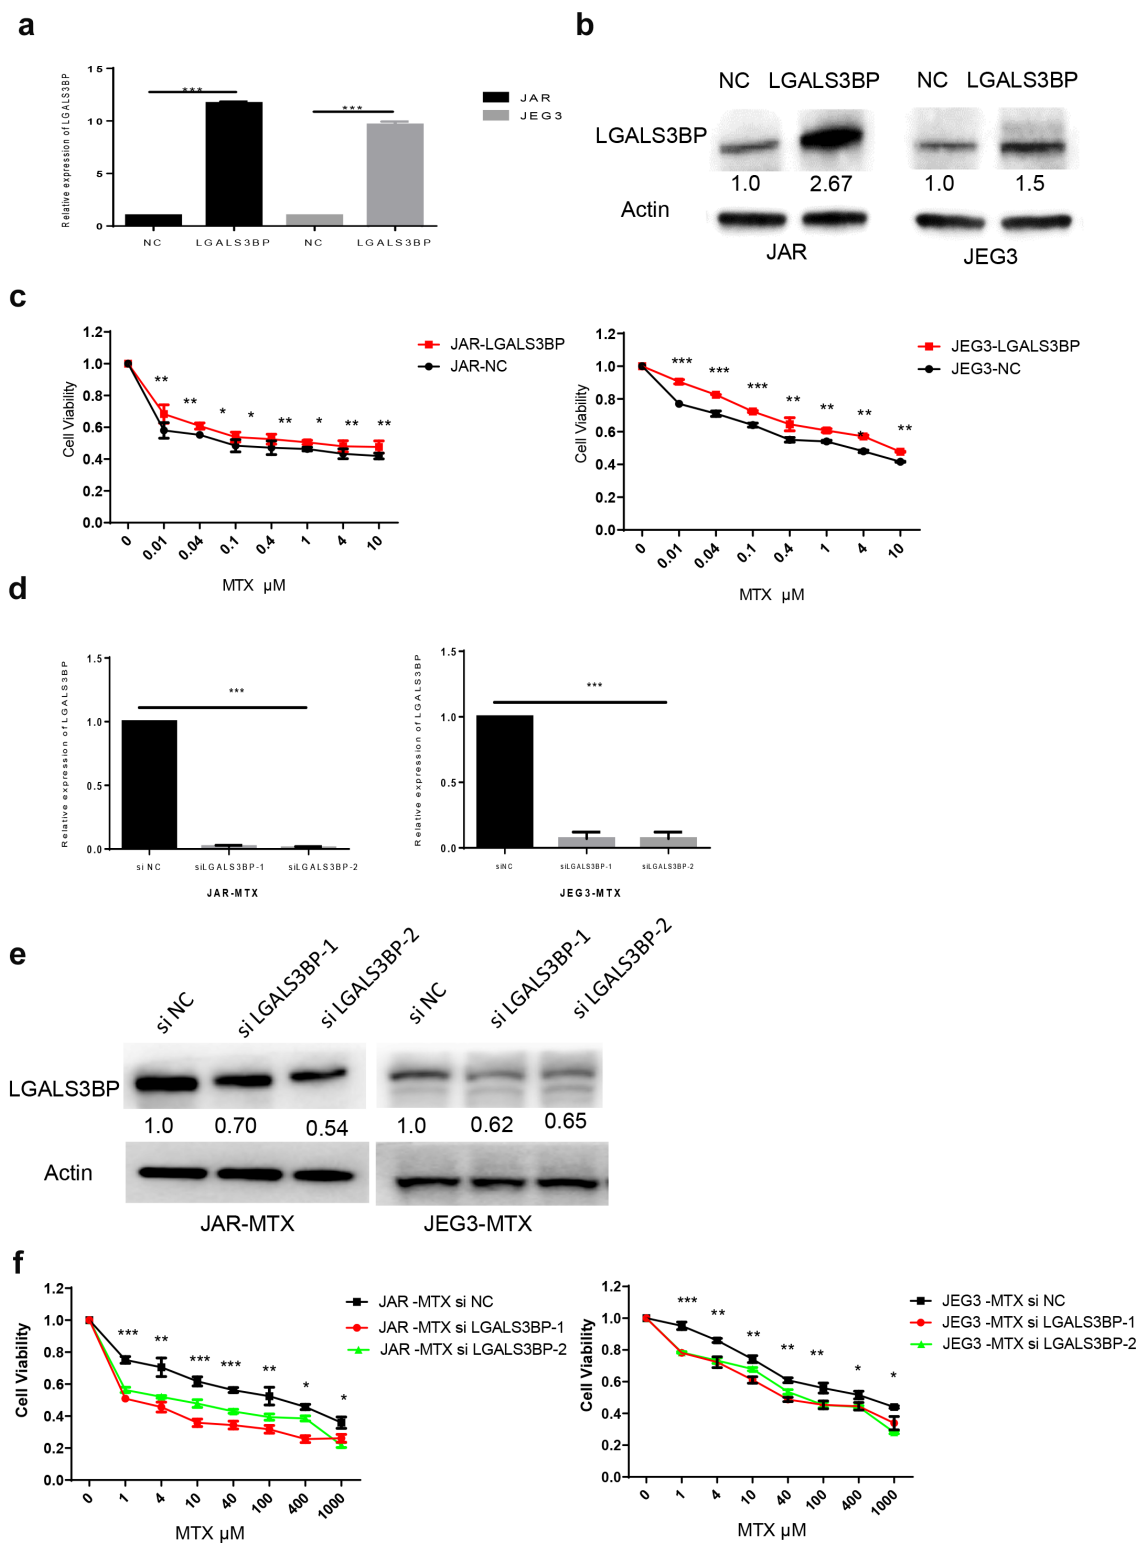 a
Relative expression of LGALS3BP
15
10
5
0
***
***
NC
LGALS3BP
NC
LGALS3BP
JAR
JEG3
b
NC LGALS3BP
NC LGALS3BP
LGALS3BP
1.0 2.67
1.0 1.5
Actin
JAR
JEG3
c
Cell Viability
1.2
1.0
0.8
0.6
0.4
0.2
0.0
** ** * * ** * ** **
0 0.01 0.04 0.1 0.4 1 4 10
MTX µM
JAR-LGALS3BP
JAR-NC
Cell Viability
1.2
1.0
0.8
0.6
0.4
0.2
0.0
*** *** *** ** ** ** **
*
0 0.01 0.04 0.1 0.4 1 4 10
MTX µM
JEG3-LGALS3BP
JEG3-NC
d
Relative expression of LGALS3BP
1.5
1.0
0.5
0.0
***
si NC siLGALS3BP-1 siLGALS3BP-2
JAR-MTX
Relative expression of LGALS3BP
1.5
1.0
0.5
0.0
***
siNC siLGALS3BP-1 siLGALS3BP-2
JEG3-MTX
e
si NC
si LGALS3BP-1
si LGALS3BP-2
si NC
si LGALS3BP-1
si LGALS3BP-2
LGALS3BP
1.0 0.70 0.54
1.0 0.62 0.65
Actin
JAR-MTX
JEG3-MTX
f
Cell Viability
1.2
1.0
0.8
0.6
0.4
0.2
0.0
*** ** *** *** ** * *
0 1 4 10 40 100 400 1000
MTX µM
JAR -MTX si NC
JAR -MTX si LGALS3BP-1
JAR -MTX si LGALS3BP-2
Cell Viability
1.2
1.0
0.8
0.6
0.4
0.2
0.0
*** ** ** ** ** * *
0 1 4 10 40 100 400 1000
MTX µM
JEG3 -MTX si NC
JEG3 -MTX si LGALS3BP-1
JEG3 -MTX si LGALS3BP-2